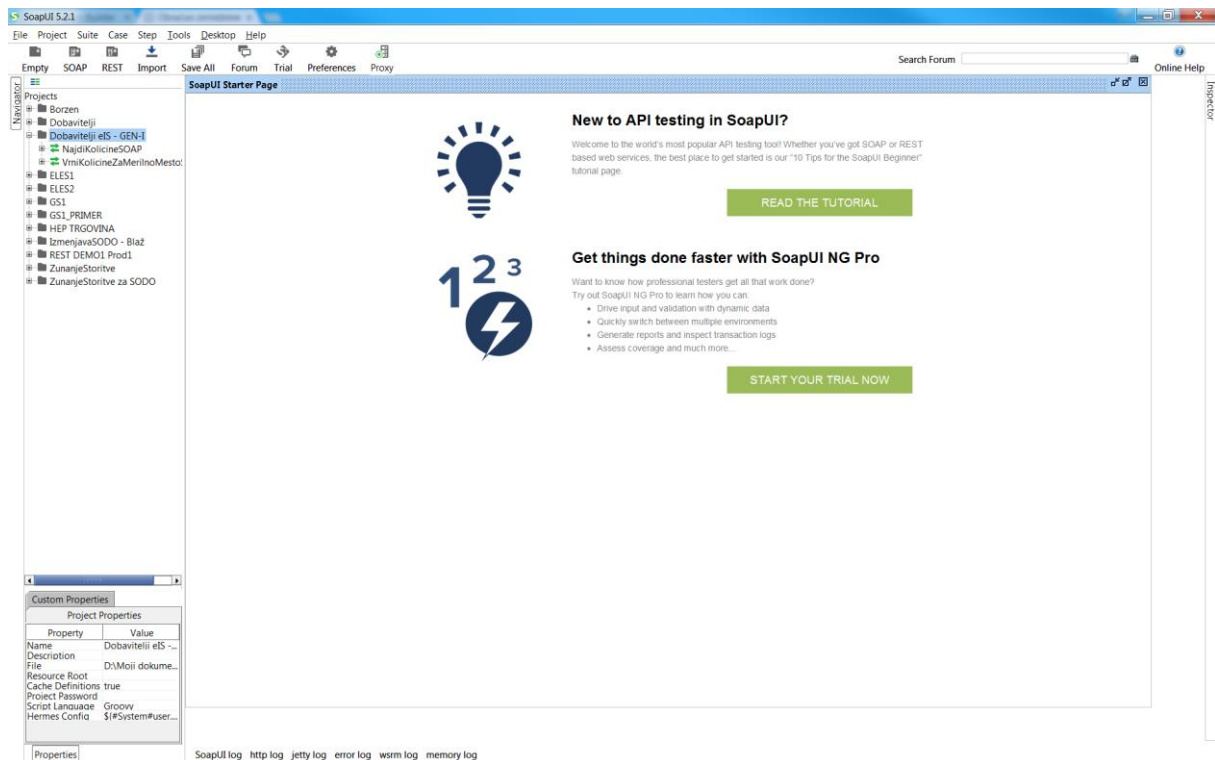 SoapUI 5.2.1
File Project Suite Case Step Tools Desktop Help
Empty SOAP REST Import Save All Forum Trial Preferences Proxy Search Forum Online Help
Navigator
Projects
Borzen
Dobavitelji
Dobavitelji eIS - GEN-I
NajdiKolicineSOAP
VrniKolicineZaMerilnoMesto
ELES1
ELES2
GS1
GS1_PRIMER
HEP TRGOVINA
IzmenjavaSODO - Blaž
REST DEMO1 Prod1
ZunanjeStoritve
ZunanjeStoritve za SODO
SoapUI Starter Page
New to API testing in SoapUI?
Welcome to the world's most popular API testing tool! Whether you've got SOAP or REST
based web services, the best place to get started is our "10 Tips for the SoapUI Beginner"
tutorial page.
READ THE TUTORIAL
1 2 3
Get things done faster with SoapUI NG Pro
Want to know how professional testers get all that work done?
Try out SoapUI NG Pro to learn how you can:
• Drive input and validation with dynamic data
• Quickly switch between multiple environments
• Generate reports and inspect transaction logs
• Assess coverage and much more...
START YOUR TRIAL NOW
Inspector
Custom Properties
Project Properties
Property Value
Name Dobavitelji eIS -...
Description
File D:\Moji dokume...
Resource Root
Cache Definitions true
Project Password
Script Language Groovy
Hermes Config ${#System#user....
Properties
SoapUI log http log jetty log error log wsrm log memory log